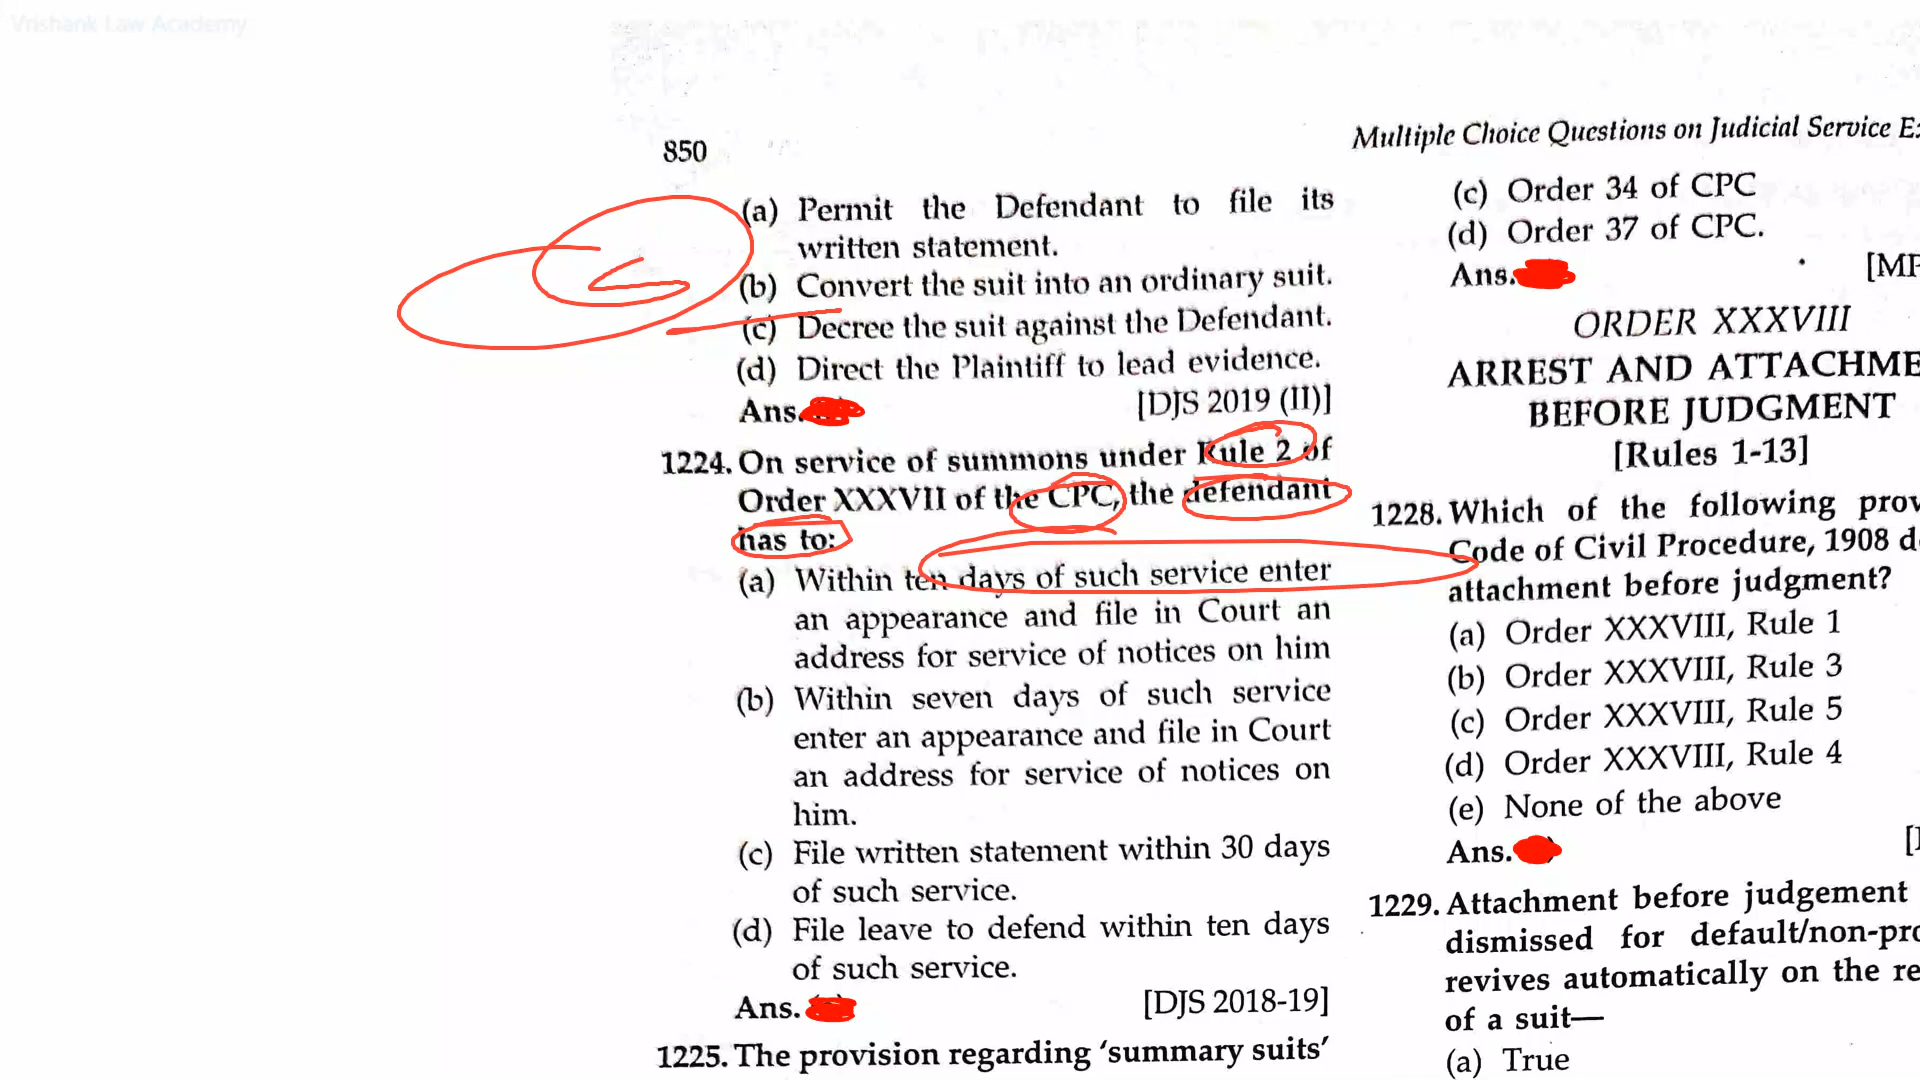 Vrishank Law Academy
850
Multiple Choice Questions on Judicial Service
(a) Permit the Defendant to file its
written statement.
(b) Convert the suit into an ordinary suit.
(c) Decree the suit against the Defendant.
(d) Direct the Plaintiff to lead evidence.
Ans.
[DJS 2019 (II)]
1224. On service of summons under Rule 2 of
Order XXXVII of the CPC, the defendant
has to:
(a) Within ten days of such service enter
an appearance and file in Court an
address for service of notices on him
(b) Within seven days of such service
enter an appearance and file in Court
an address for service of notices on
him.
(c) File written statement within 30 days
of such service.
(d) File leave to defend within ten days
of such service.
Ans.
[DJS 2018-19]
1225. The provision regarding ‘summary suits’
(c) Order 34 of CPC
(d) Order 37 of CPC.
Ans.
ORDER XXXVIII
ARREST AND
BEFORE JUDGMENT
[Rules 1-13]
1228. Which of the following
Code of Civil Procedure, 1908
attachment before judgment?
(a) Order XXXVIII, Rule 1
(b) Order XXXVIII, Rule 3
(c) Order XXXVIII, Rule 5
(d) Order XXXVIII, Rule 4
(e) None of the above
Ans.
1229. Attachment before judgement
dismissed for
revives automatically on the
of a suit—
(a) True